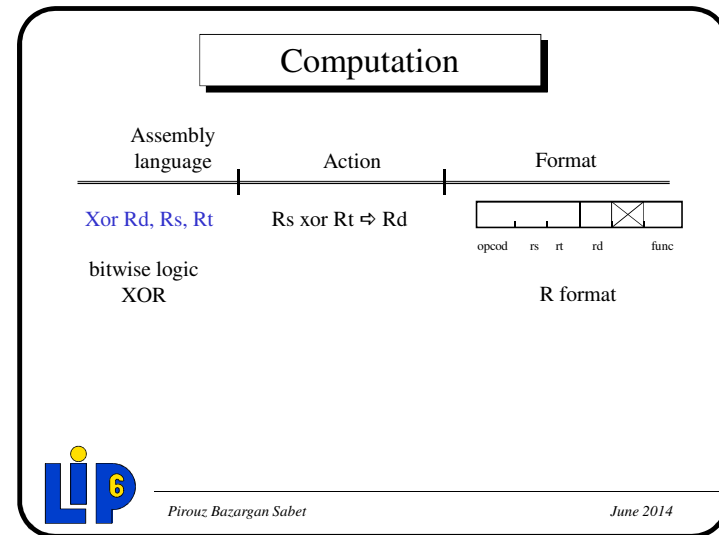 Computation
Assembly
language
Action
Format
Xor Rd, Rs, Rt
Rs xor Rt ⇨ Rd
opcod rs rt rd func
bitwise logic
XOR
R format
LIP6
Pirouz Bazargan Sabet
June 2014